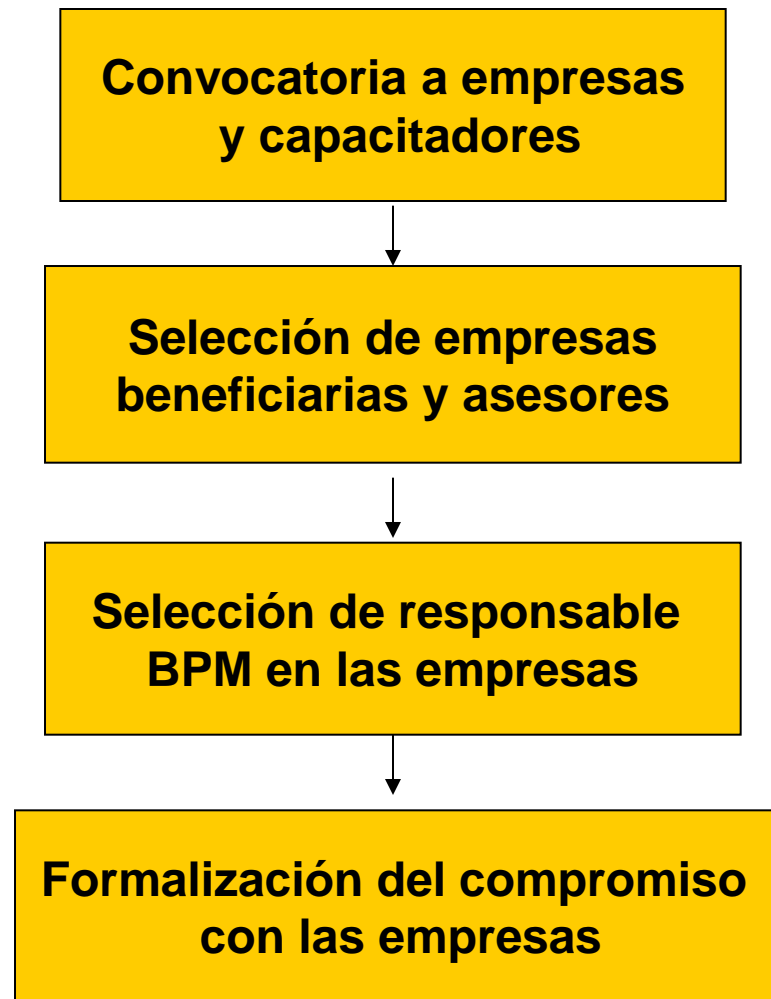 Convocatoria a empresas
y capacitadores
Selección de empresas
beneficiarias y asesores
Selección de responsable
BPM en las empresas
Formalización del compromiso
con las empresas